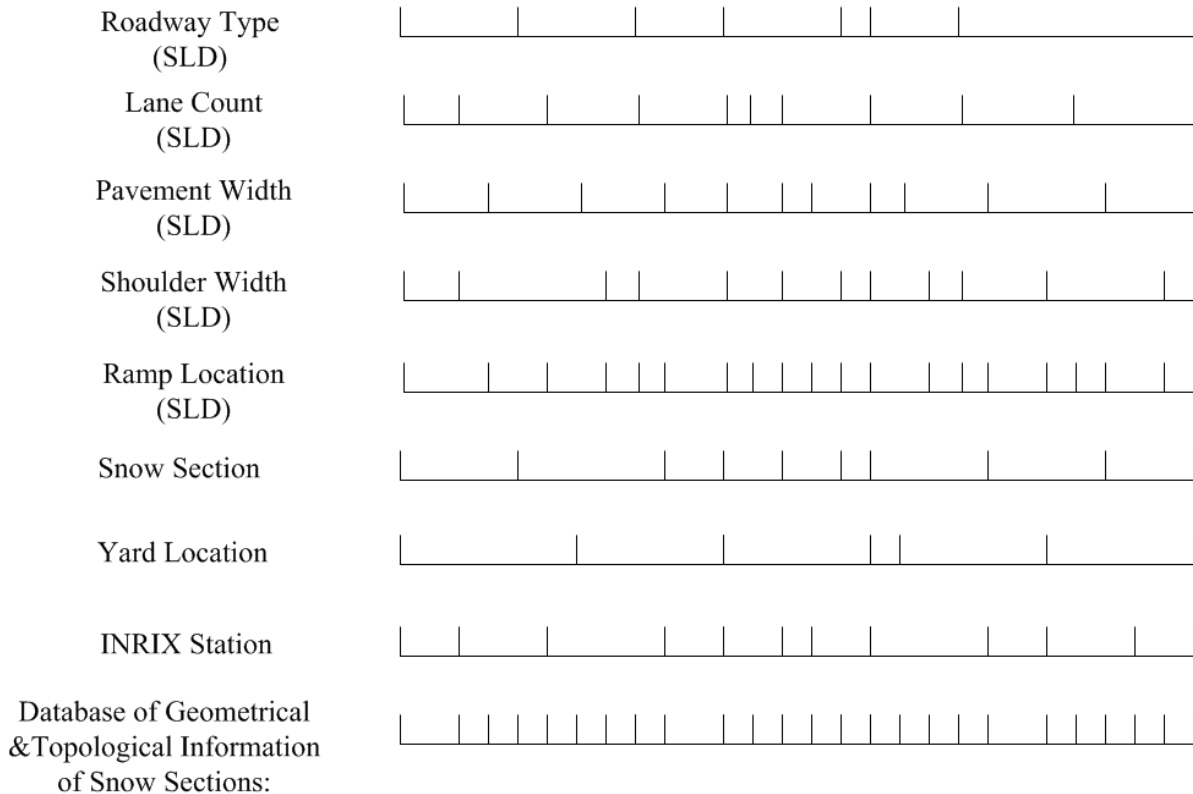 Roadway Type
(SLD)
Lane Count
(SLD)
Pavement Width
(SLD)
Shoulder Width
(SLD)
Ramp Location
(SLD)
Snow Section
Yard Location
INRIX Station
Database of Geometrical
&Topological Information
of Snow Sections: